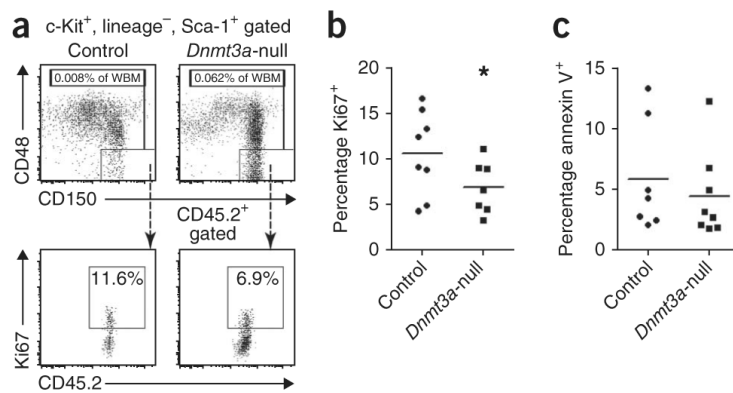 a
c-Kit⁺, lineage⁻, Sca-1⁺ gated
Control
Dnmt3a-null
0.008% of WBM
0.062% of WBM
CD48
CD150
CD45.2⁺
gated
11.6%
6.9%
Ki67
CD45.2
b
*
Percentage Ki67⁺
20
15
10
5
0
Control
Dnmt3a-null
c
Percentage annexin V⁺
15
10
5
0
Control
Dnmt3a-null